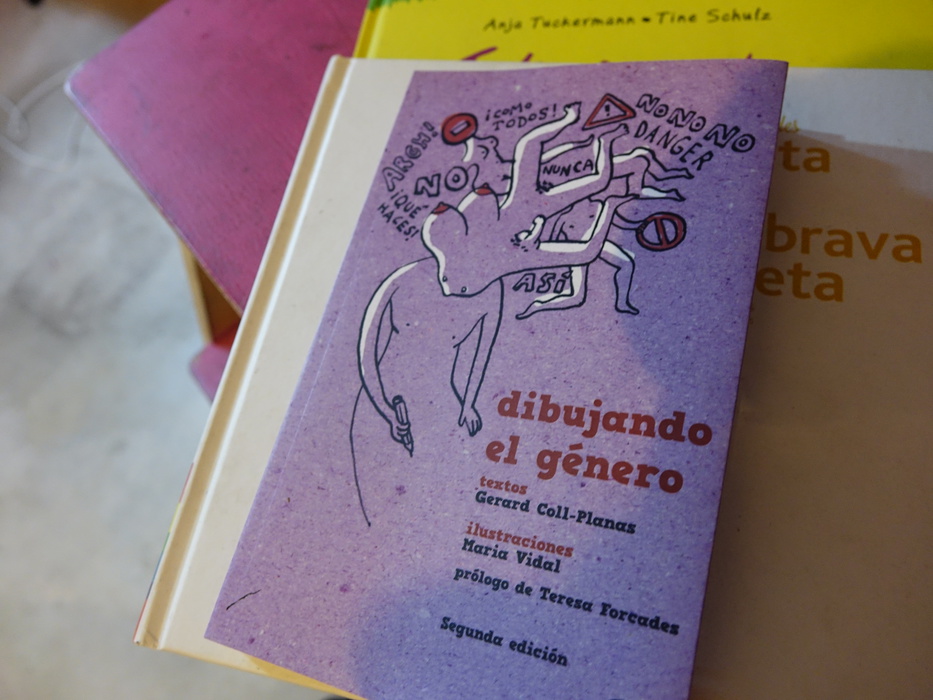 Anja Tuckermann ▪ Tine Schulz
ta
brava
eta
ARGH!
¡COMO
TODOS!
NO NO NO
DANGER
NO
¡QUÉ
HACES!
NUNCA
ASÍ
dibujando
el género
textos
Gerard Coll-Planas
ilustraciones
Maria Vidal
prólogo de Teresa Forcades
Segunda edición